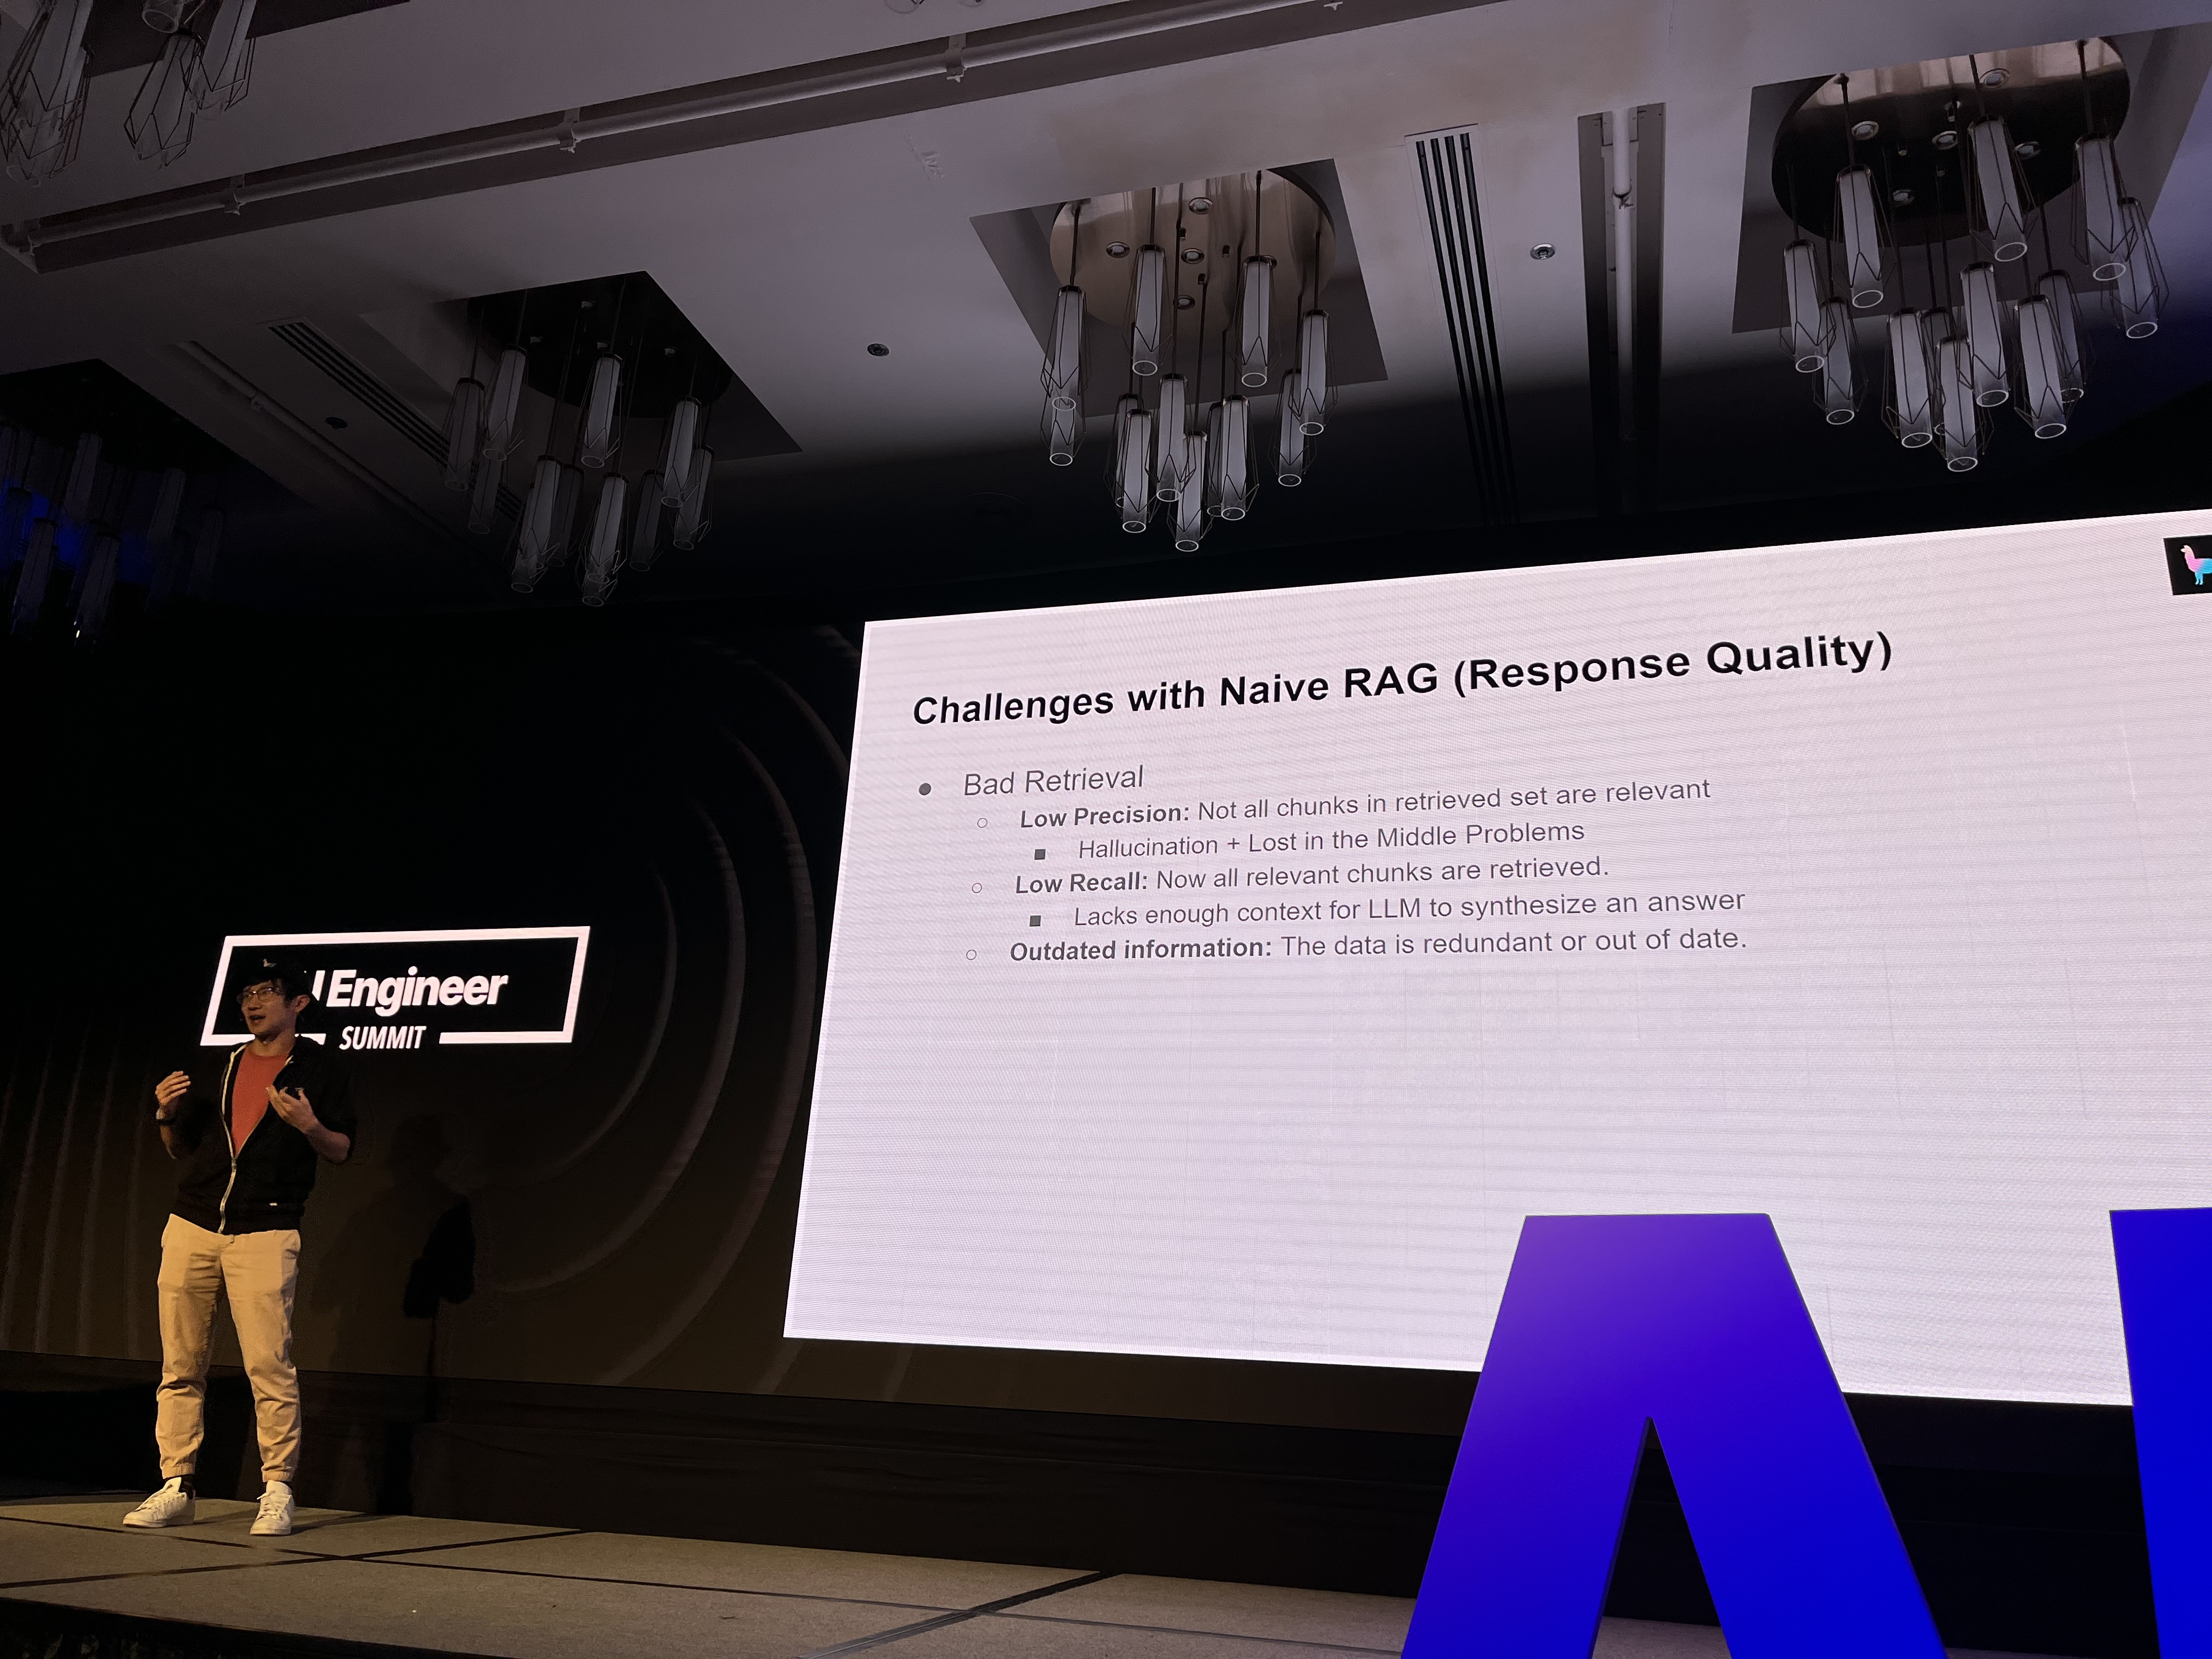 Challenges with Naive RAG (Response Quality)
● Bad Retrieval
○ Low Precision: Not all chunks in retrieved set are relevant
■ Hallucination + Lost in the Middle Problems
○ Low Recall: Now all relevant chunks are retrieved.
■ Lacks enough context for LLM to synthesize an answer
○ Outdated information: The data is redundant or out of date.
Engineer
SUMMIT
A